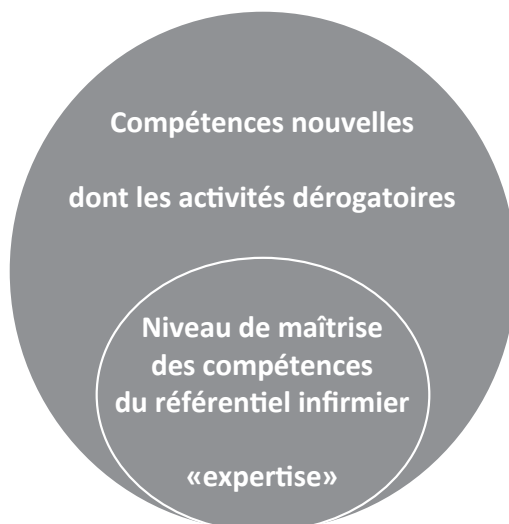 Compétences nouvelles
dont les activités dérogatoires
Niveau de maîtrise
des compétences
du référentiel infirmier
«expertise»